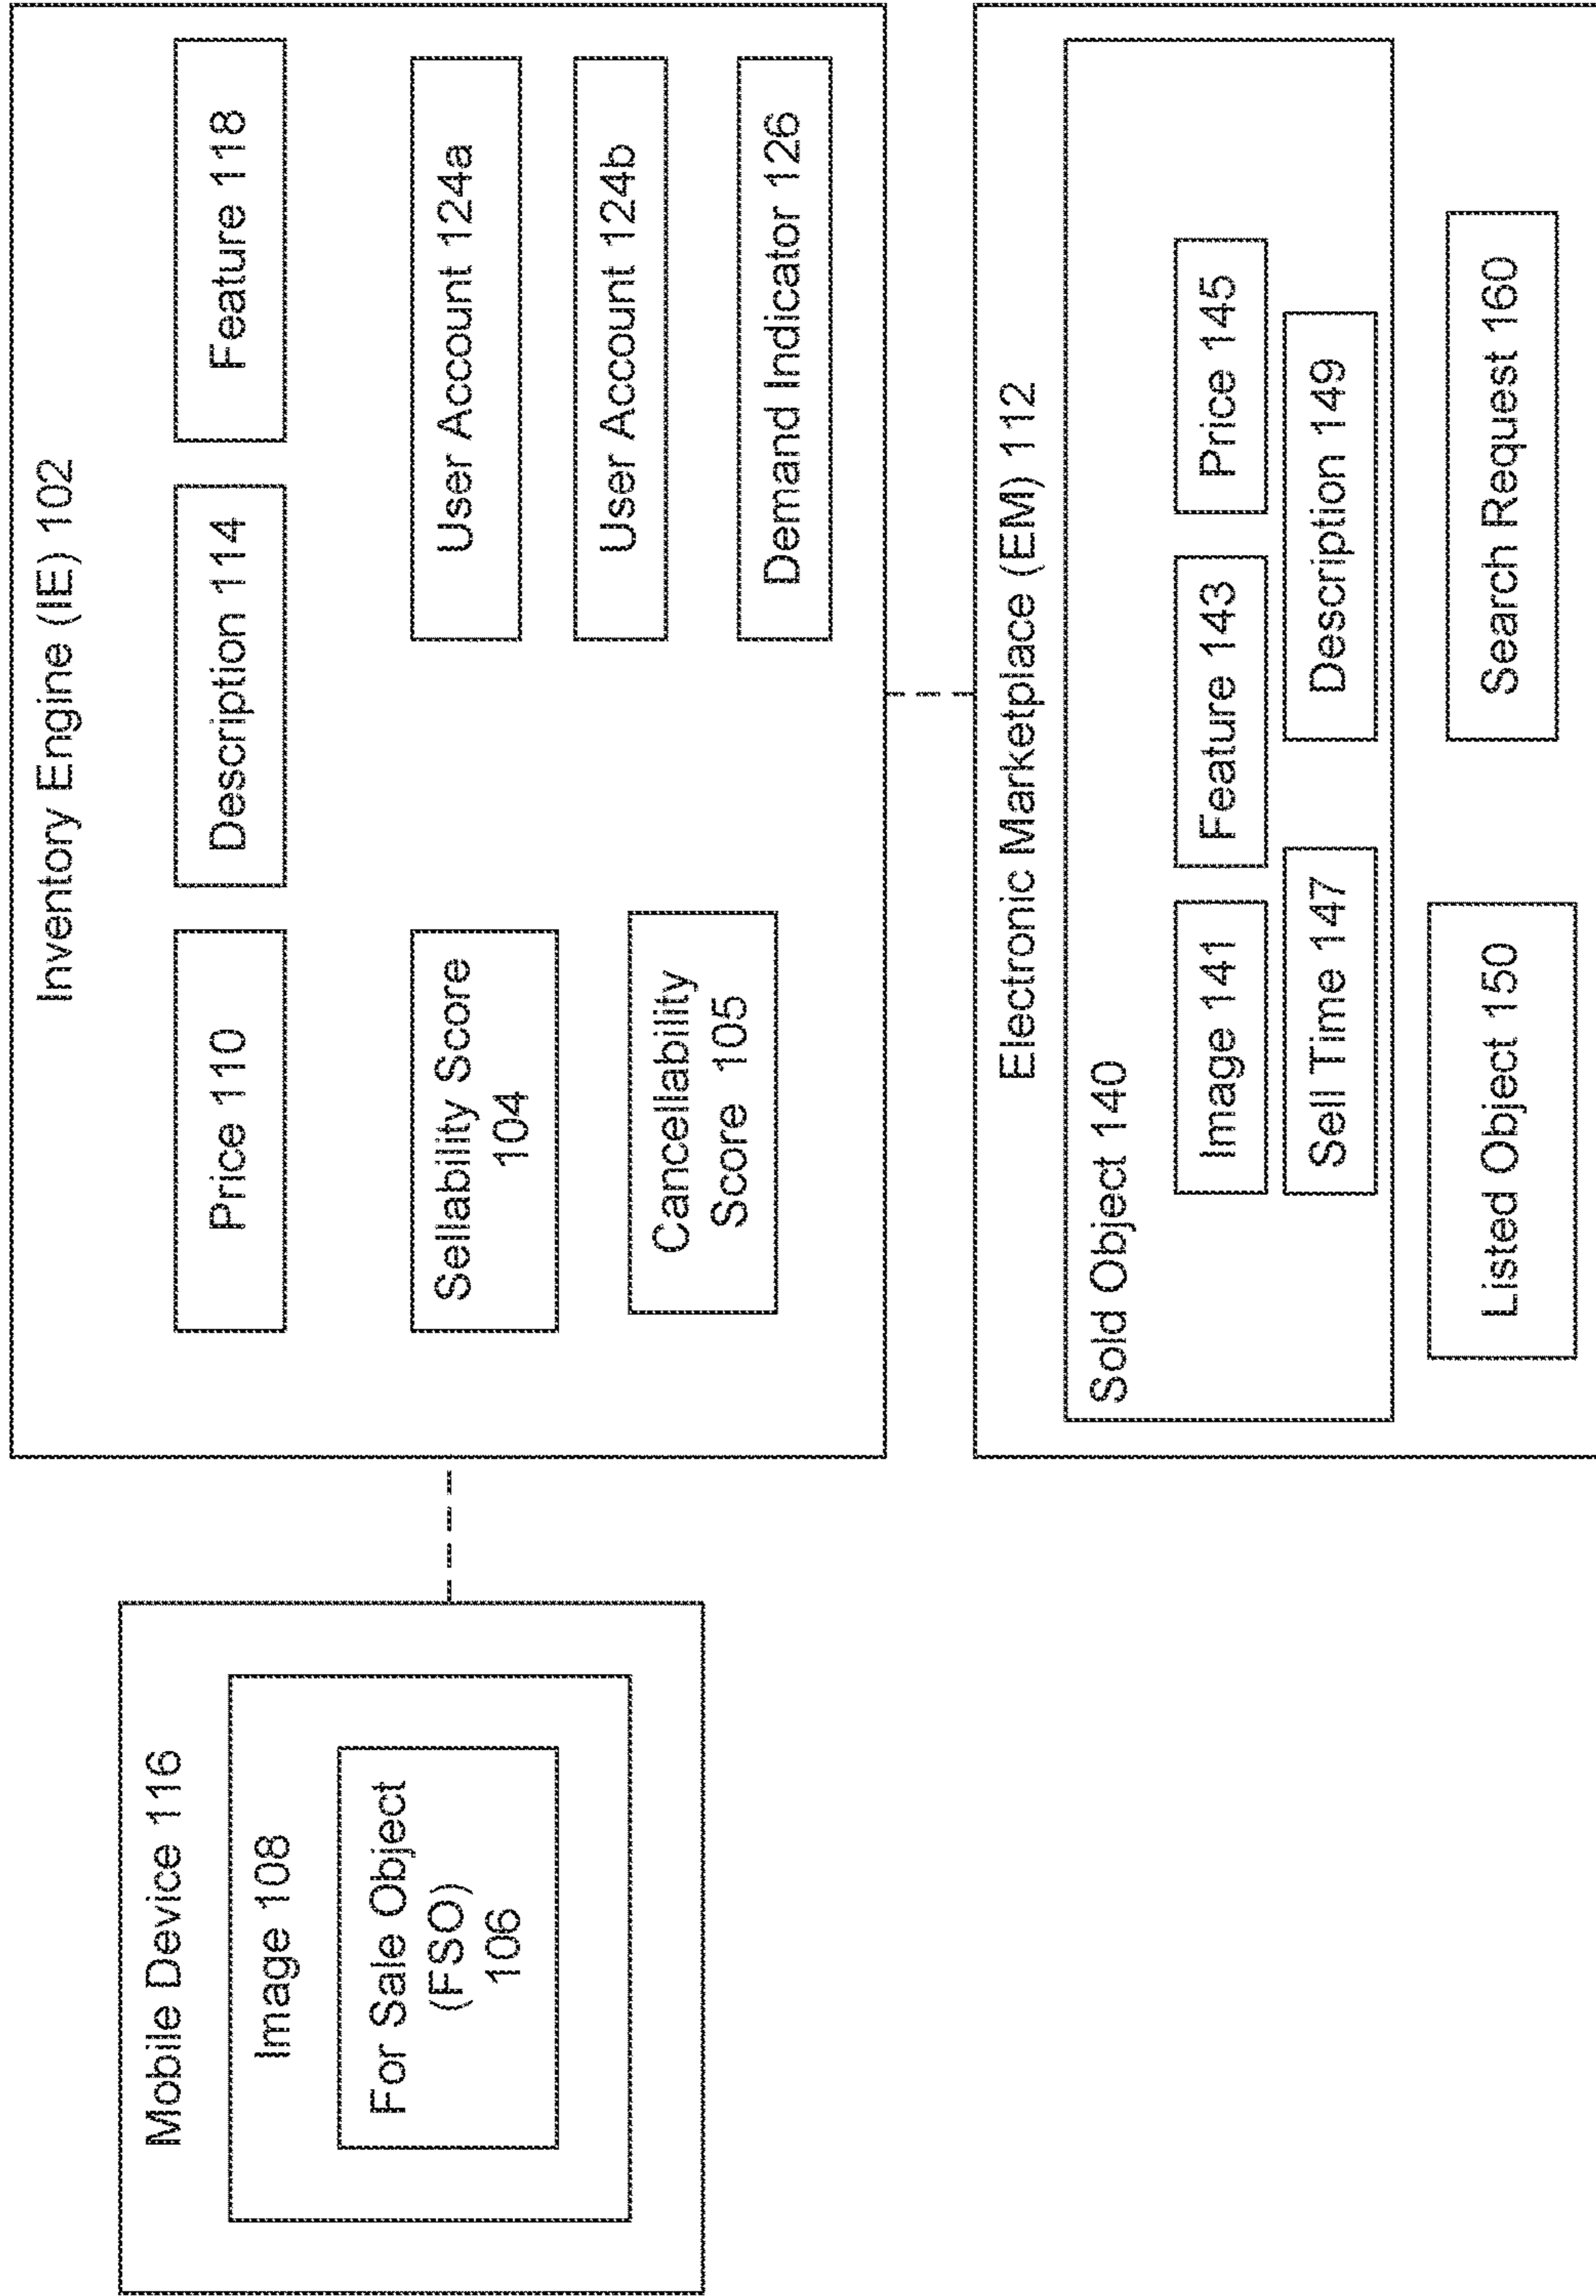 Mobile Device 116
Image 108
For Sale Object
(FSO)
106
Inventory Engine (IE) 102
Price 110
Description 114
Feature 118
Sellability Score
104
User Account 124a
Cancellability
Score 105
User Account 124b
Demand Indicator 126
Electronic Marketplace (EM) 112
Sold Object 140
Image 141
Feature 143
Price 145
Sell Time 147
Description 149
Listed Object 150
Search Request 160